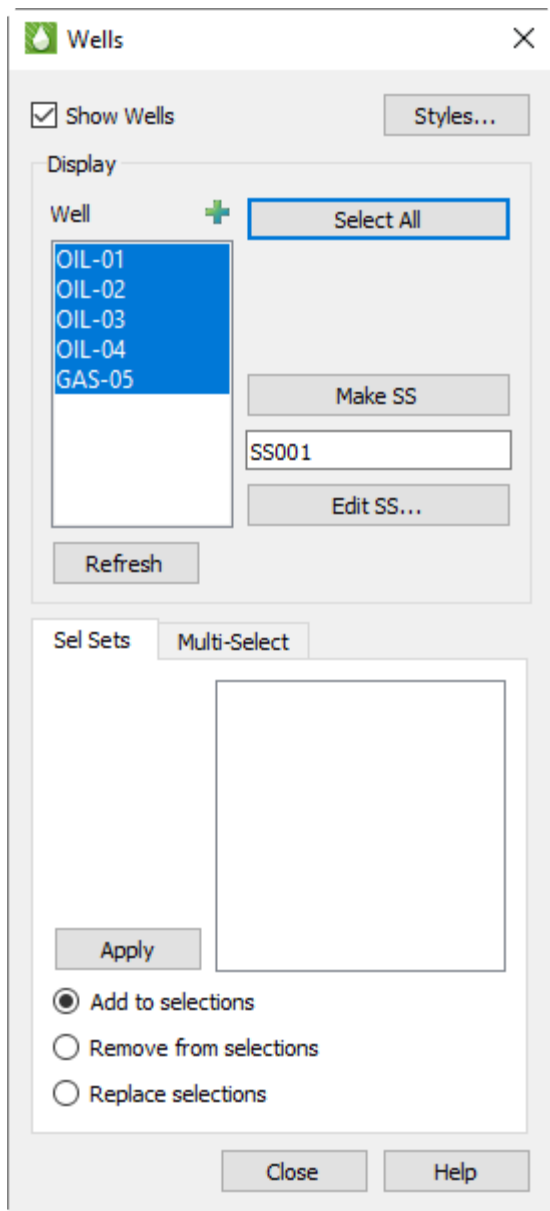 Wells
Show Wells
Styles...
Display
Well
Select All
OIL-01
OIL-02
OIL-03
OIL-04
GAS-05
Make SS
SS001
Edit SS...
Refresh
Sel Sets
Multi-Select
Apply
Add to selections
Remove from selections
Replace selections
Close
Help